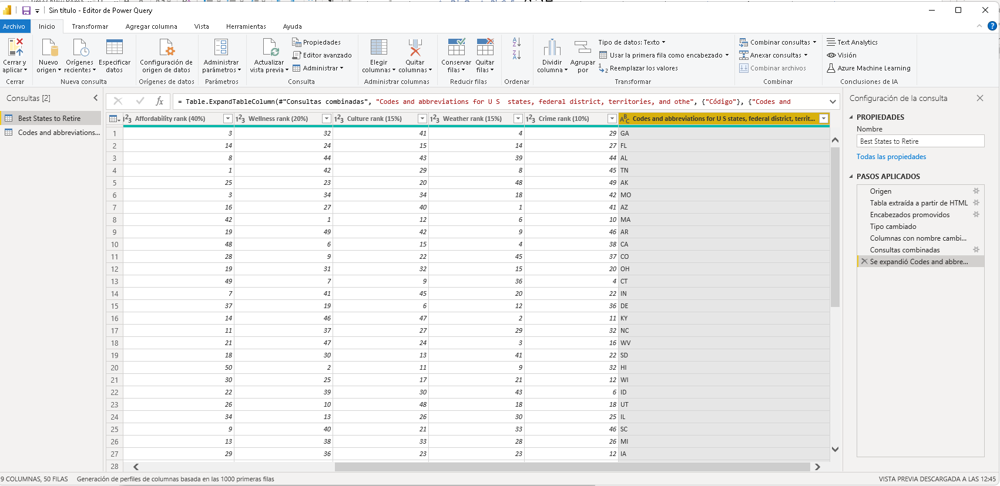 Sin título - Editor de Power Query
Archivo Inicio Transformar Agregar columna Vista Herramientas Ayuda
Cerrar y aplicar
Cerrar
Nuevo origen
Orígenes recientes
Especificar datos
Nueva consulta
Configuración de origen de datos
Orígenes de datos
Administrar parámetros
Parámetros
Actualizar vista previa
Propiedades
Editor avanzado
Administrar
Consulta
Elegir columnas
Quitar columnas
Administrar columnas
Conservar filas
Quitar filas
Reducir filas
Ordenar
Dividir columna
Agrupar por
Tipo de datos: Texto
Usar la primera fila como encabezado
Reemplazar los valores
Transformar
Combinar consultas
Anexar consultas
Combinar archivos
Combinar
Text Analytics
Visión
Azure Machine Learning
Conclusiones de IA
Consultas [2]
Best States to Retire
Codes and abbreviations...
= Table.ExpandTableColumn(#"Consultas combinadas", "Codes and abbreviations for U S  states, federal district, territories, and othe", {"Código"}, {"Codes and
Affordability rank (40%) Wellness rank (20%) Culture rank (15%) Weather rank (15%) Crime rank (10%) Codes and abbreviations for U S states, federal district, territ...
1 3 32 41 4 29 GA
2 14 24 15 14 27 FL
3 8 44 43 39 44 AL
4 1 42 29 8 45 TN
5 25 23 20 48 49 AK
6 3 34 34 18 42 MO
7 16 27 40 1 41 AZ
8 42 1 12 6 10 MA
9 19 49 42 9 46 AR
10 48 6 15 4 38 CA
11 28 9 22 45 37 CO
12 19 31 32 15 20 OH
13 49 7 9 36 4 CT
14 7 41 45 20 22 IN
15 37 19 6 12 36 DE
16 14 46 47 2 11 KY
17 11 37 27 29 32 NC
18 21 47 24 3 16 WV
19 18 30 13 41 22 SD
20 50 2 11 9 32 HI
21 30 25 17 21 12 WI
22 22 39 30 43 6 ID
23 26 10 48 18 18 UT
24 34 13 26 30 25 IL
25 9 40 21 33 46 SC
26 13 38 33 28 26 MI
27 29 36 23 23 12 IA
28
Configuración de la consulta
PROPIEDADES
Nombre
Best States to Retire
Todas las propiedades
PASOS APLICADOS
Origen
Tabla extraída a partir de HTML
Encabezados promovidos
Tipo cambiado
Columnas con nombre cambi...
Consultas combinadas
Se expandió Codes and abbre...
9 COLUMNAS, 50 FILAS Generación de perfiles de columnas basada en las 1000 primeras filas
VISTA PREVIA DESCARGADA A LAS 12:45